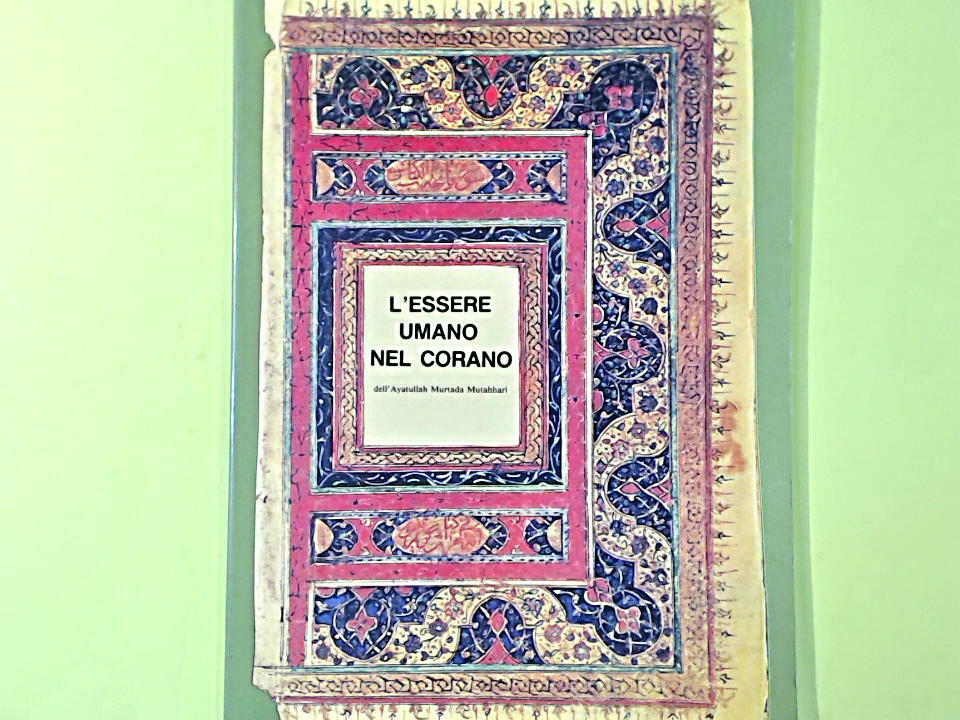 L'ESSERE
UMANO
NEL CORANO
dell'Ayatullah Murtada Mutahhari